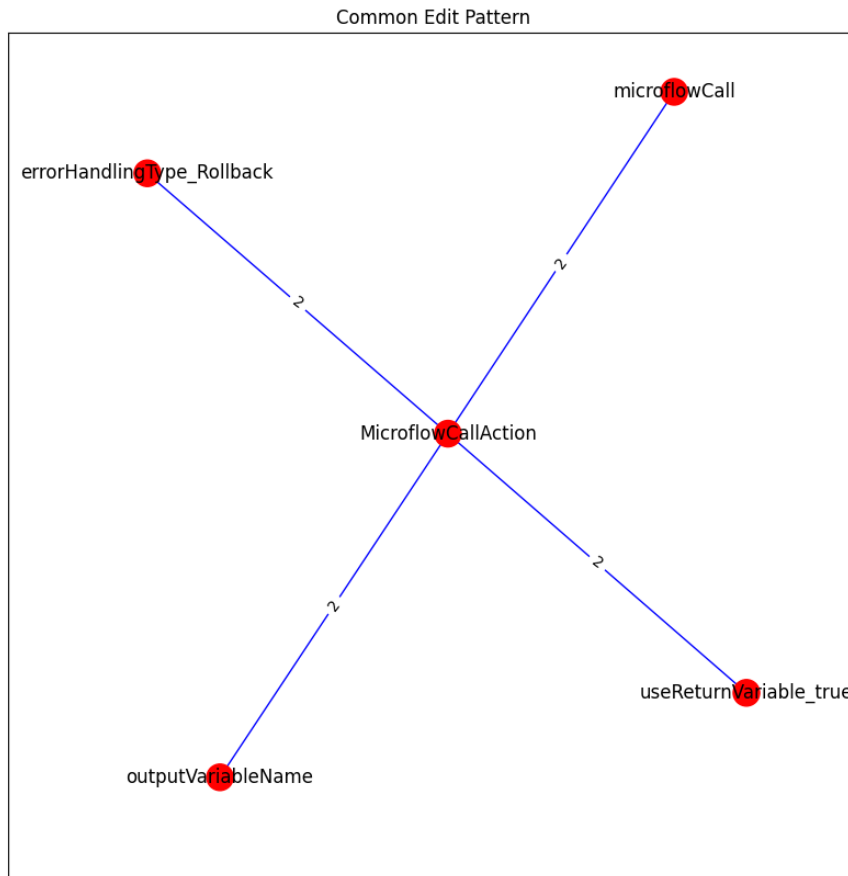 Common Edit Pattern
microflowCall
errorHandlingType_Rollback
2
2
MicroflowCallAction
2
2
useReturnVariable_true
outputVariableName